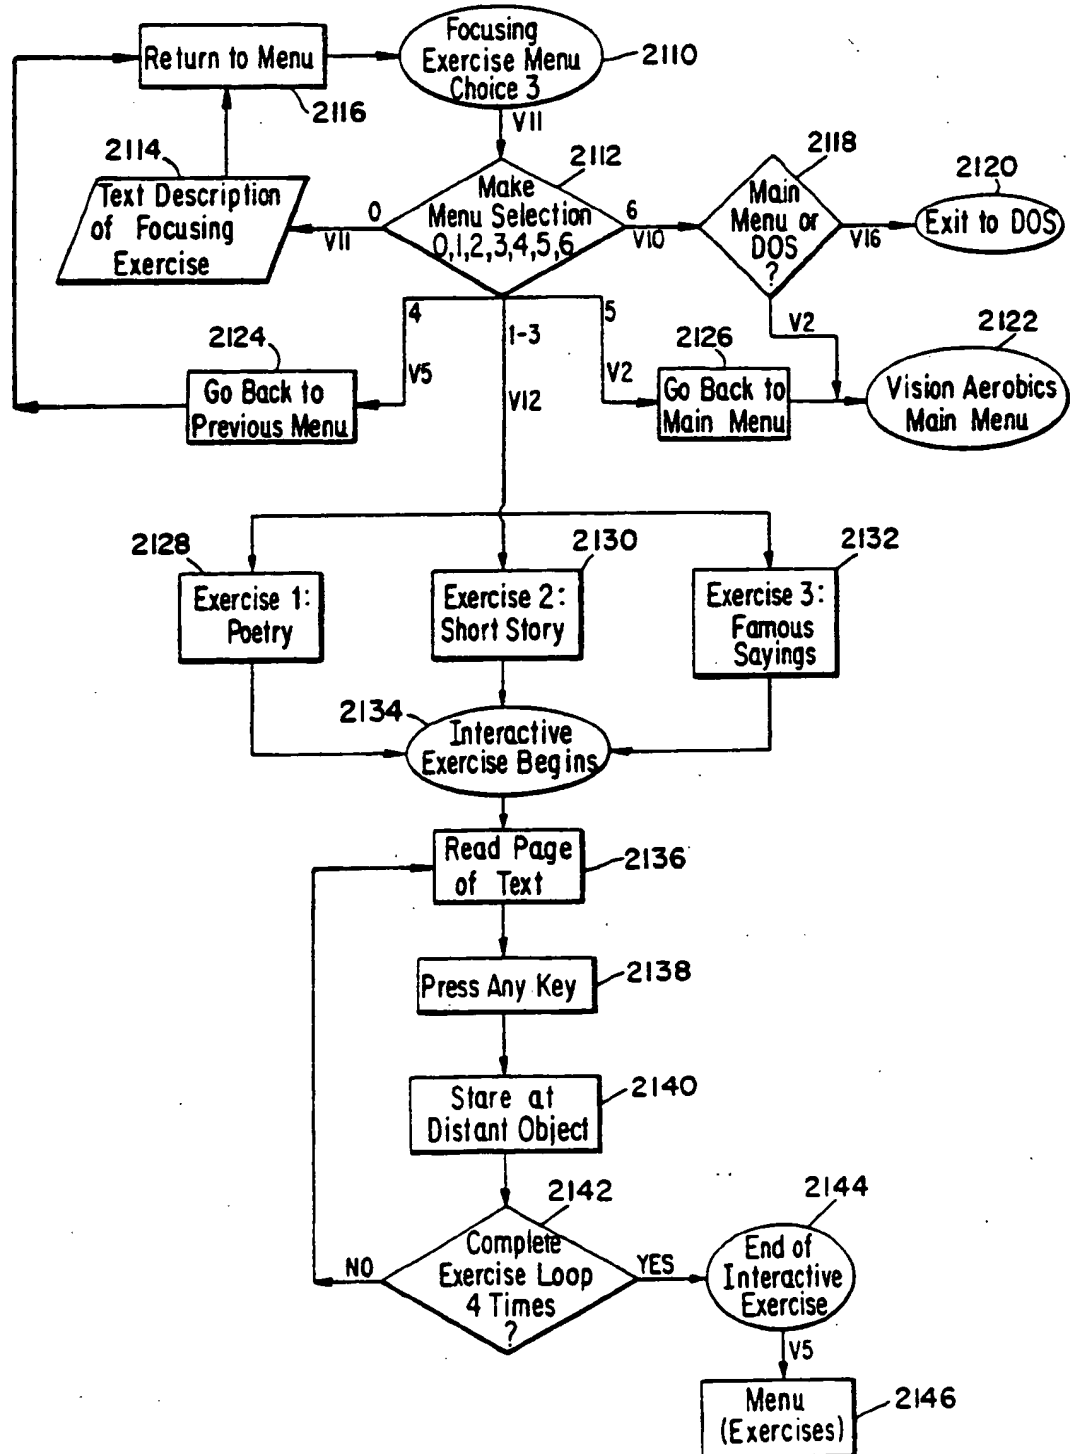 Return to Menu
2116
Focusing
Exercise Menu
Choice 3
2110
V11
2114
Text Description
of Focusing
Exercise
0
V11
2112
Make
Menu Selection
0,1,2,3,4,5,6
6
V10
2118
Main
Menu or
DOS
?
V16
2120
Exit to DOS
V2
2122
Vision Aerobics
Main Menu
4
V5
2124
Go Back to
Previous Menu
1-3
V12
5
V2
2126
Go Back to
Main Menu
2128
Exercise 1:
Poetry
2130
Exercise 2:
Short Story
2132
Exercise 3:
Famous
Sayings
2134
Interactive
Exercise Begins
Read Page
of Text
2136
Press Any Key
2138
Stare at
Distant Object
2140
2142
Complete
Exercise Loop
4 Times
?
NO
YES
2144
End of
Interactive
Exercise
V5
Menu
(Exercises)
2146